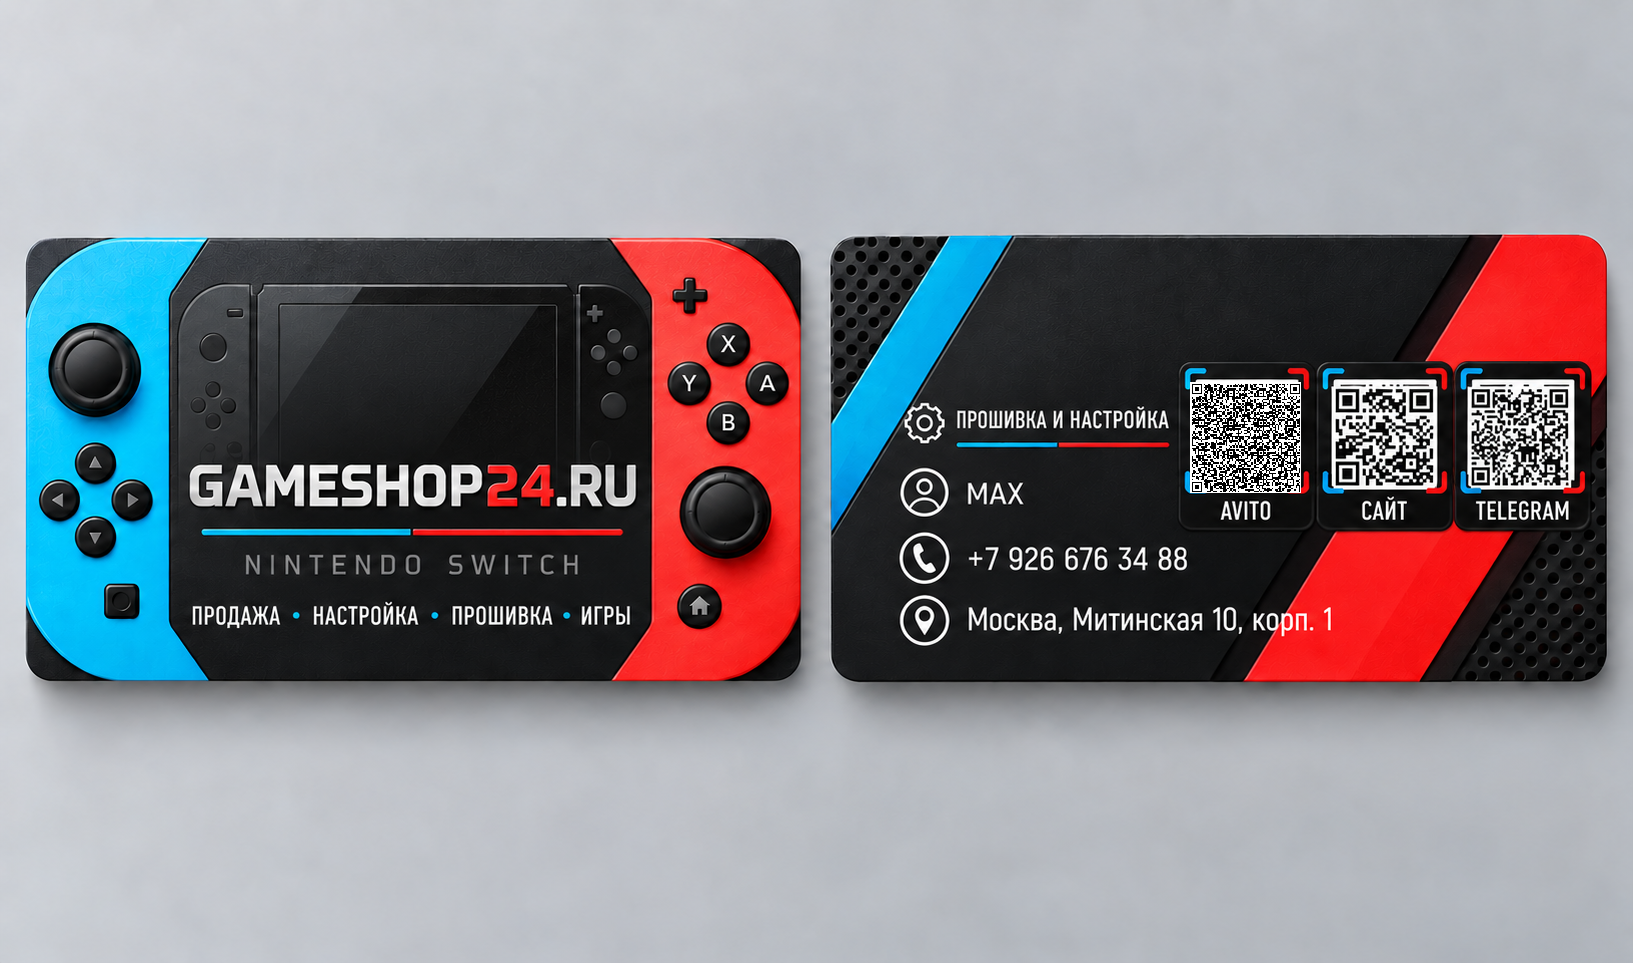 GAMESHOP24.RU
NINTENDO SWITCH
ПРОДАЖА • НАСТРОЙКА • ПРОШИВКА • ИГРЫ
X
Y A
B
ПРОШИВКА И НАСТРОЙКА
MAX
+7 926 676 34 88
Москва, Митинская 10, корп. 1
AVITO САЙТ TELEGRAM